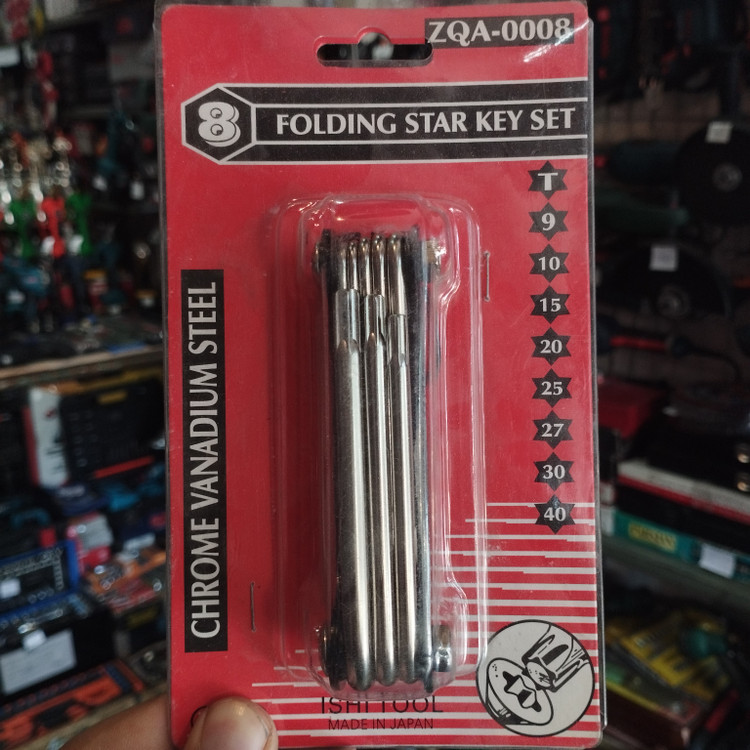 ZQA-0008
8 FOLDING STAR KEY SET
T
9
10
15
20
25
27
30
40
CHROME VANADIUM STEEL
ISHI TOOL
MADE IN JAPAN